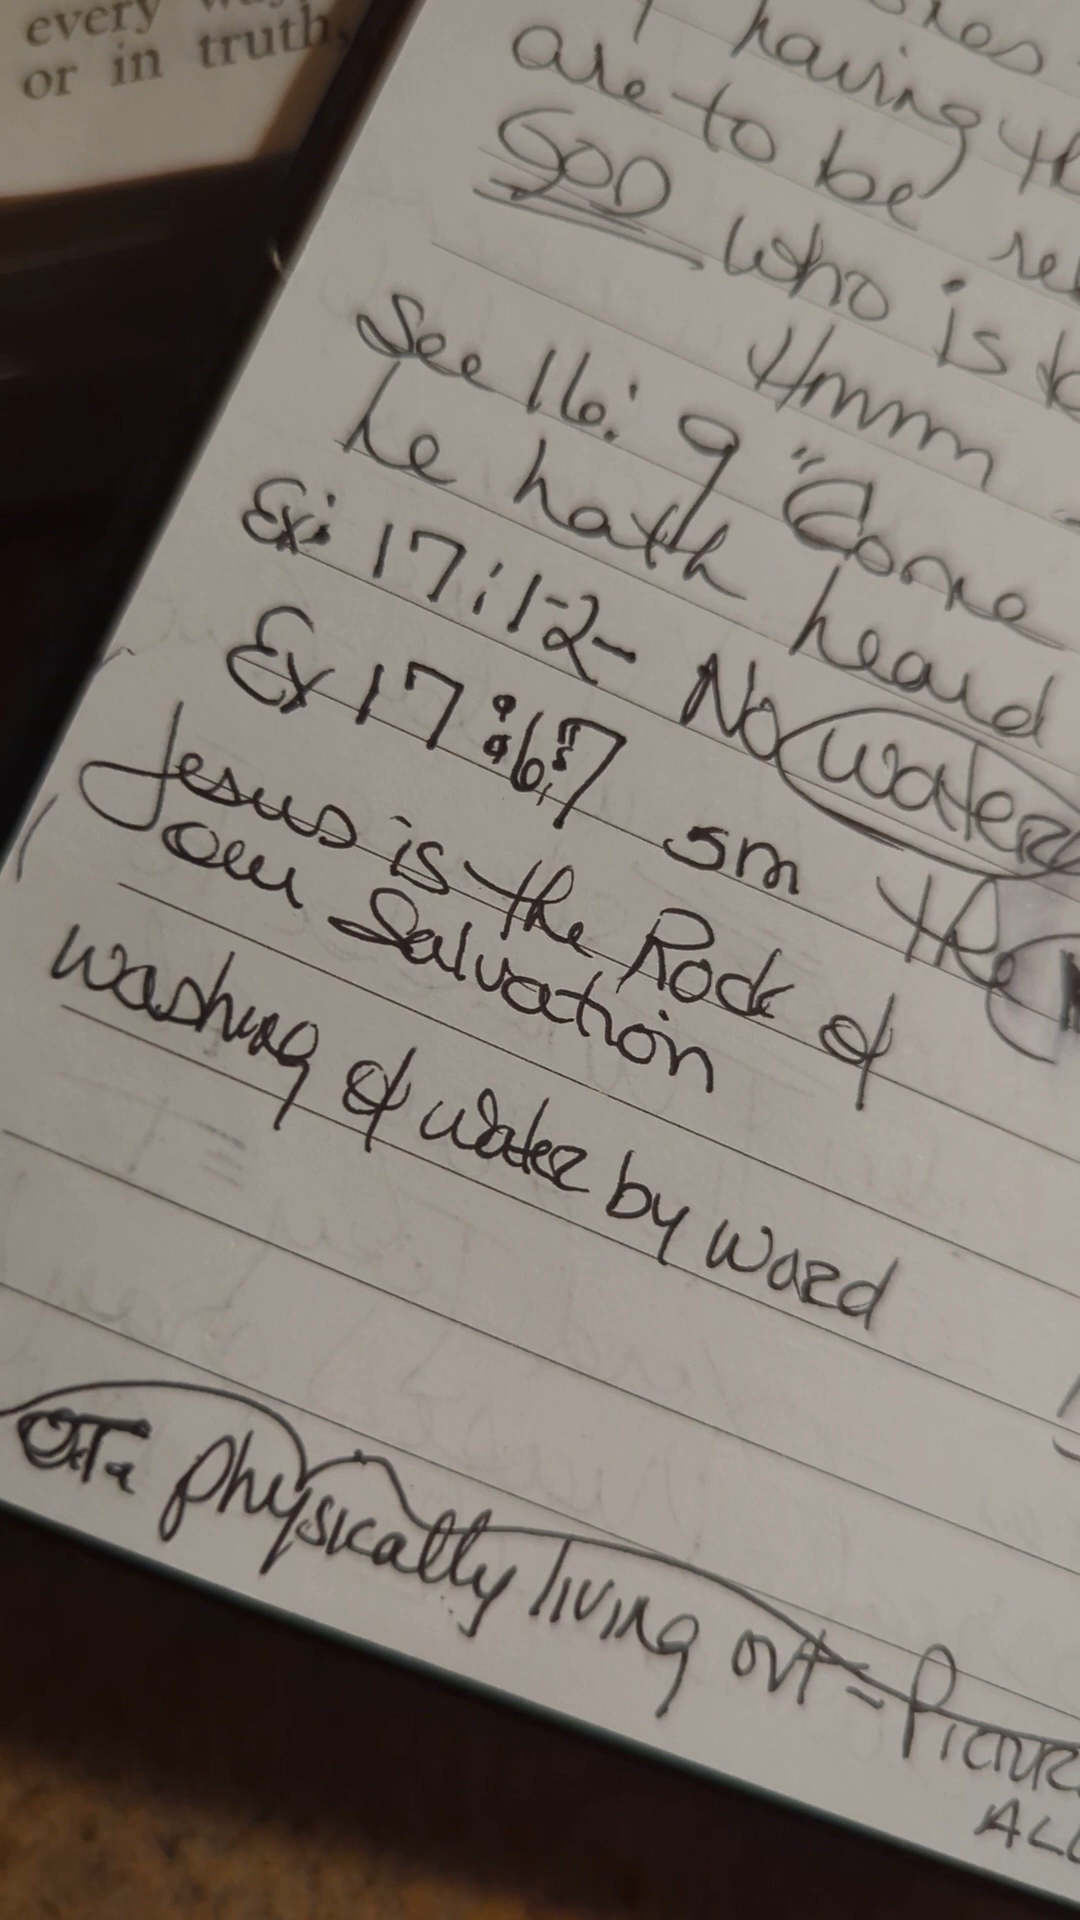 every
or in truth,
having
are to be
GOD who is
Hmm
See 16:9 "Come
he hath heard
Ex: 17:1-2- No water
Ex 17:6,7 sm the
Jesus is the Rock of
our Salvation
washing of water by word
OT= physically living out = Picture
ALL